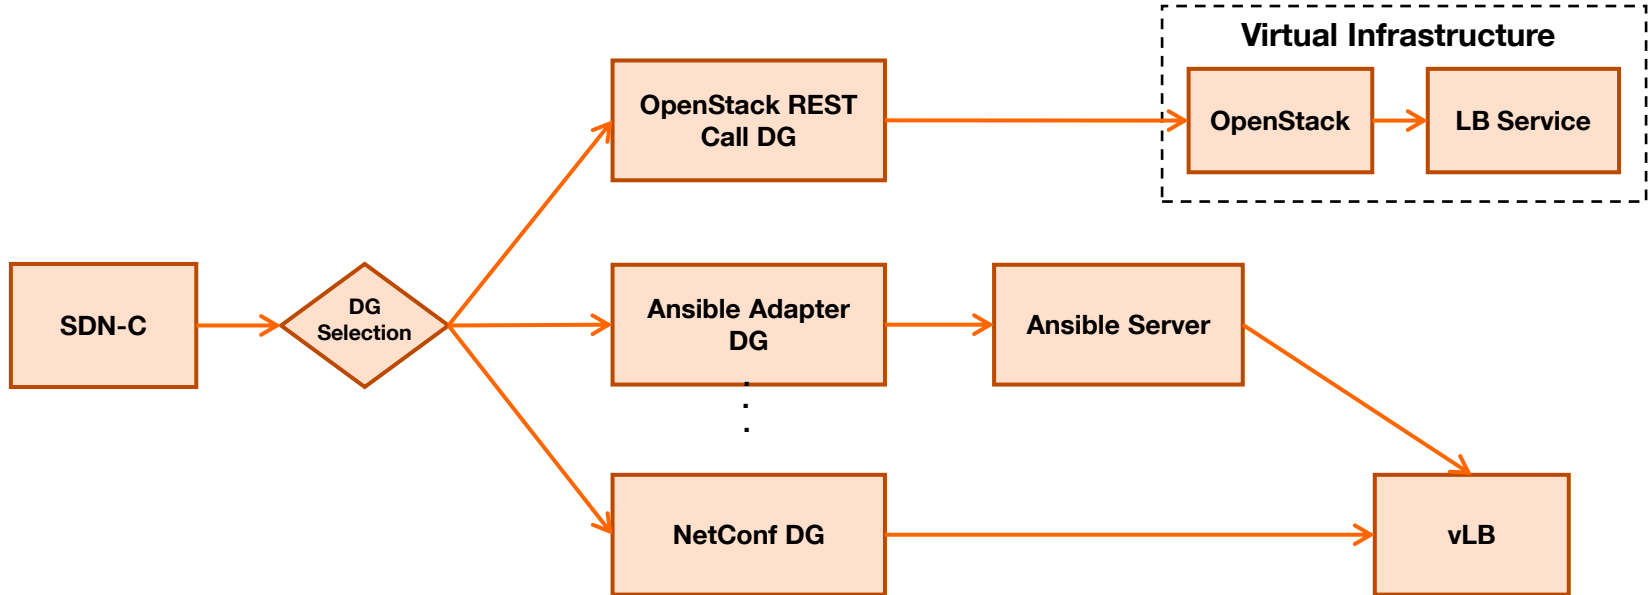 Virtual Infrastructure
OpenStack REST
Call DG
OpenStack
LB Service
SDN-C
DG
Selection
Ansible Adapter
DG
Ansible Server
.
.
.
NetConf DG
vLB